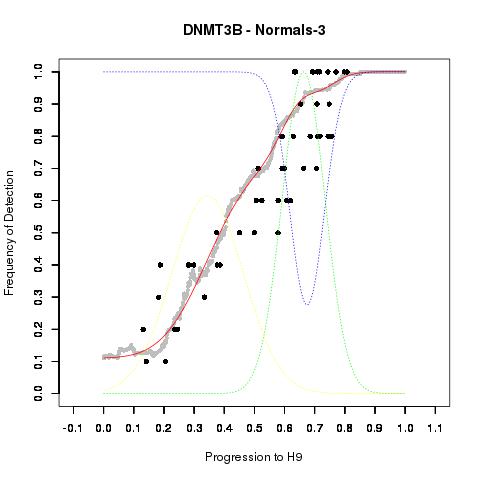 DNMT3B - Normals-3
Frequency of Detection
1.0
0.9
0.8
0.7
0.6
0.5
0.4
0.3
0.2
0.1
0.0
-0.1 0.0 0.1 0.2 0.3 0.4 0.5 0.6 0.7 0.8 0.9 1.0 1.1
Progression to H9